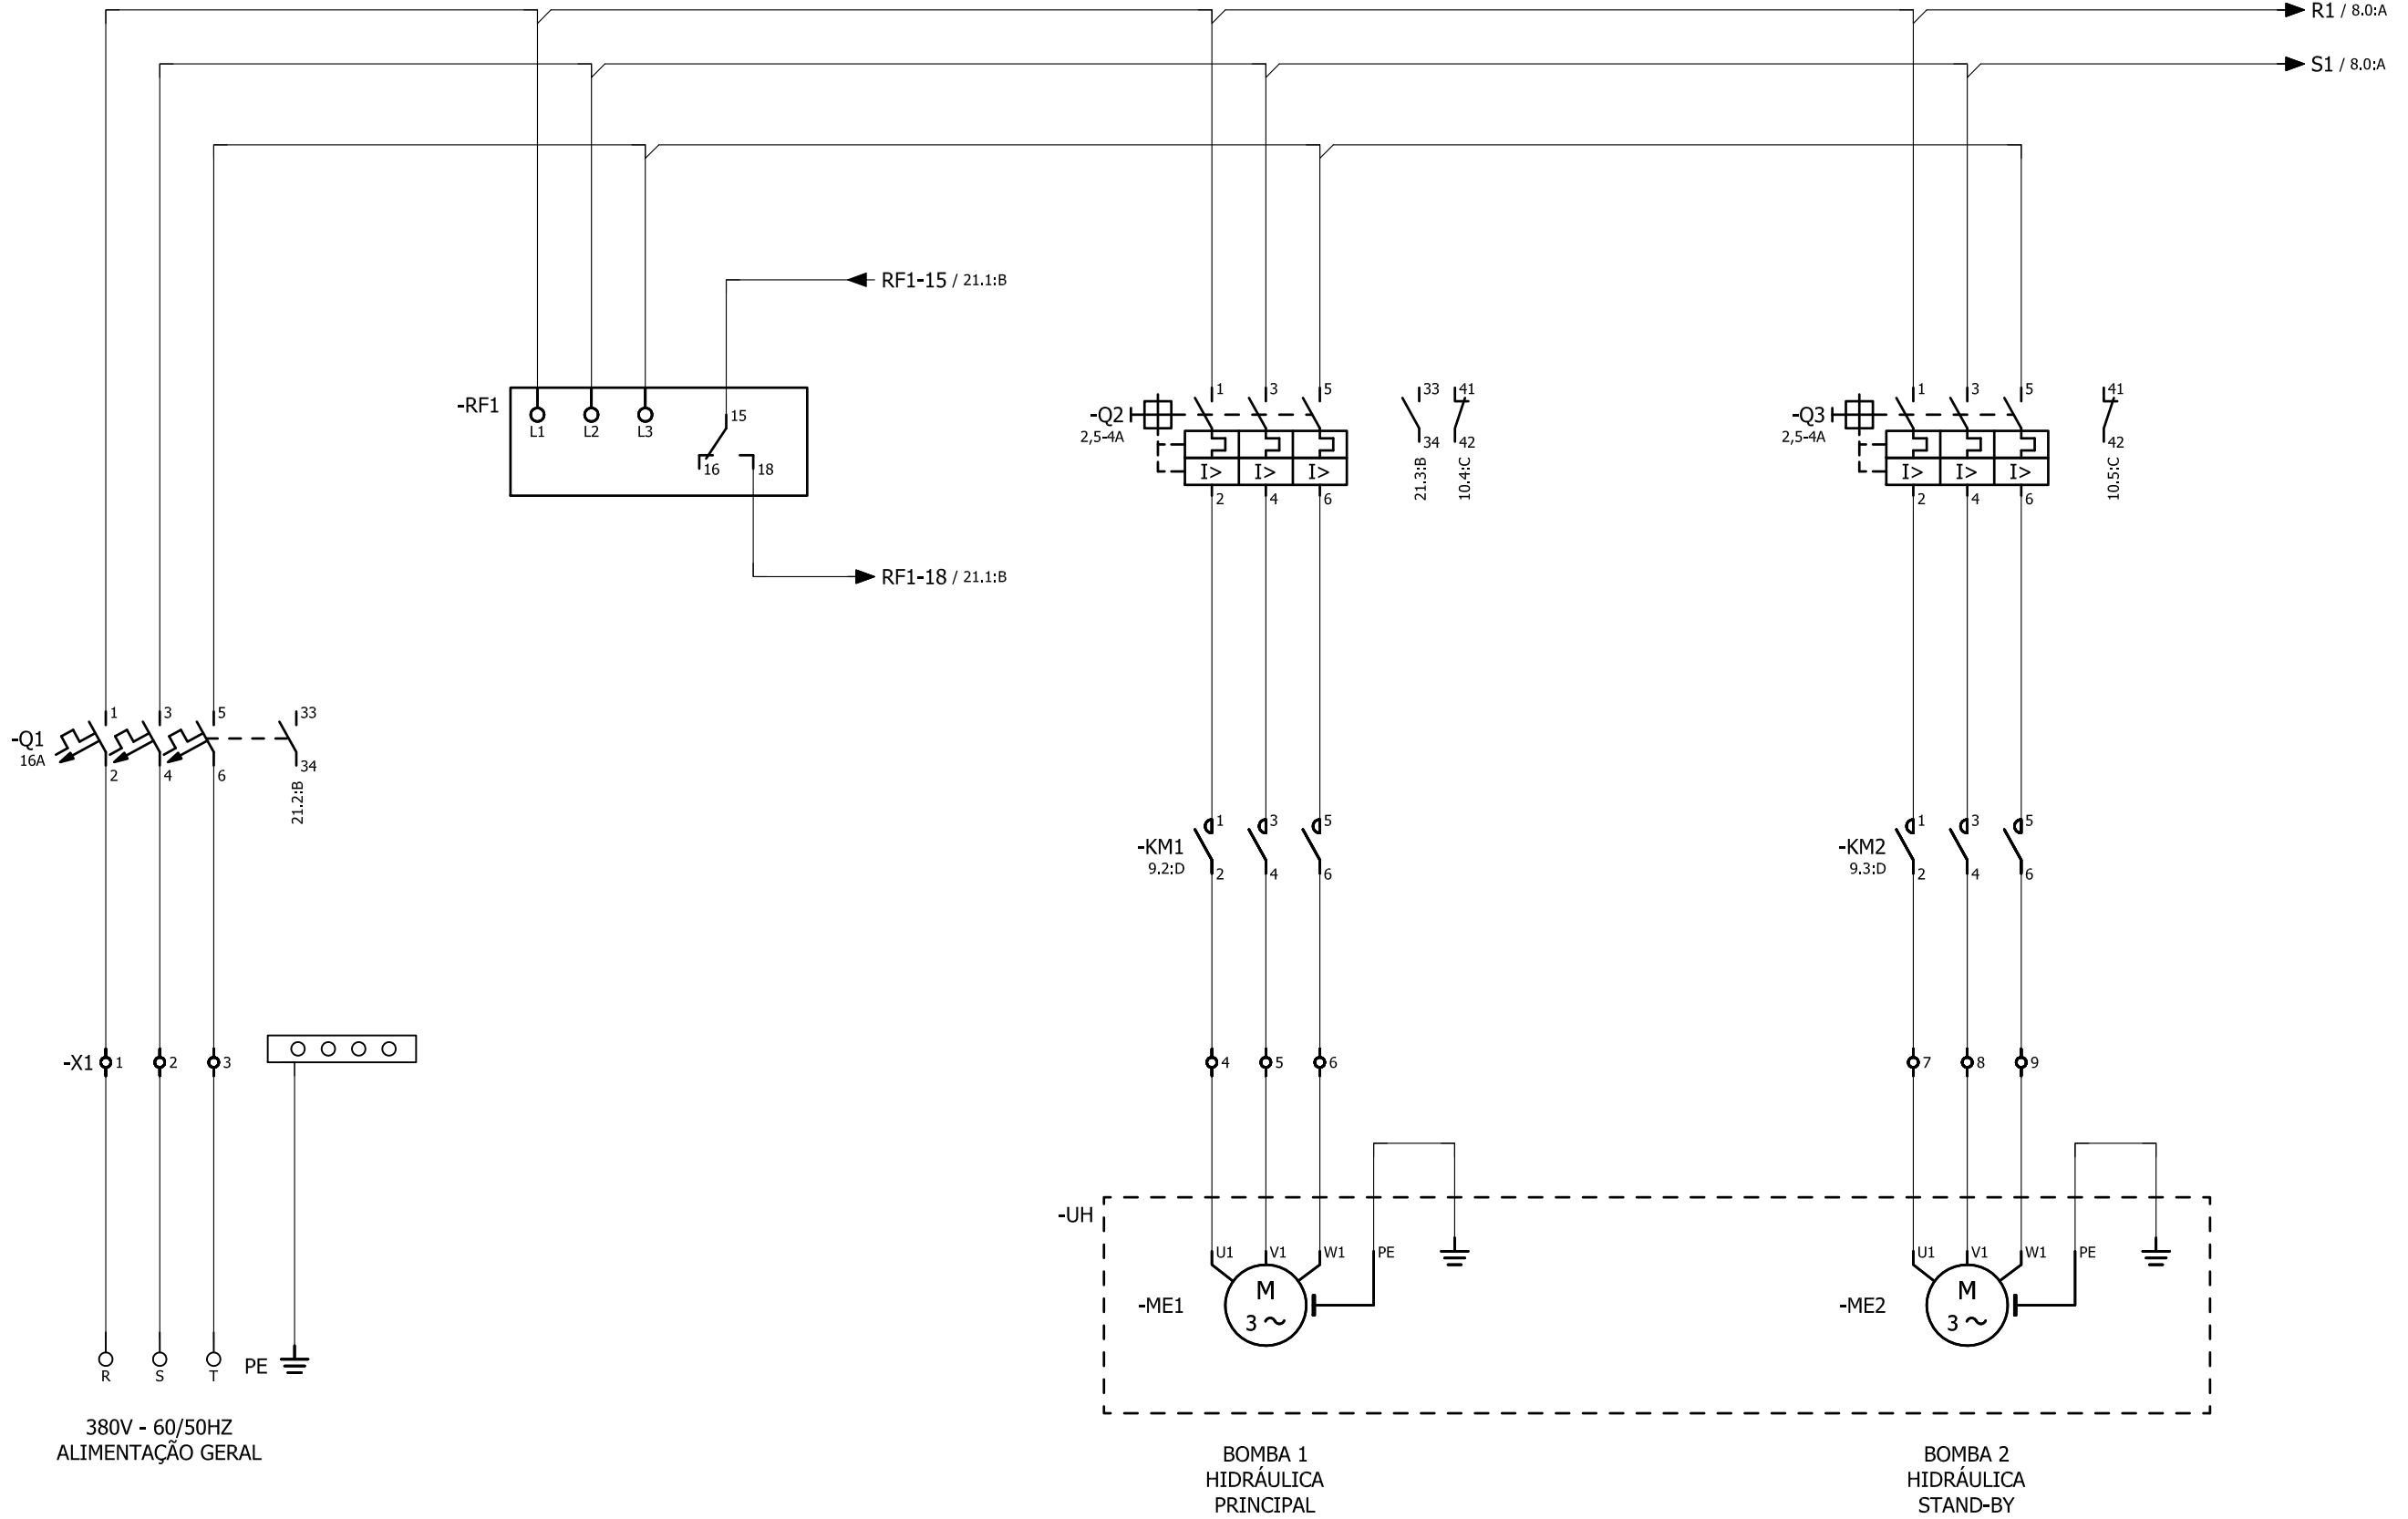 R1 / 8.0:A
S1 / 8.0:A
RF1-15 / 21.1:B
-RF1
L1 L2 L3
15
16 18
RF1-18 / 21.1:B
-Q2
2,5-4A
1 3 5
I> I> I>
2 4 6
33 41
34 42
21.3:B 10.4:C
-Q3
2,5-4A
1 3 5
I> I> I>
2 4 6
41
42
10.5:C
-Q1
16A
1 3 5 33
2 4 6 34
21.2:B
-KM1
9.2:D
1 3 5
2 4 6
-KM2
9.3:D
1 3 5
2 4 6
-X1 1 2 3
4 5 6
7 8 9
-UH
U1 V1 W1 PE
-ME1
M
3 ~
U1 V1 W1 PE
-ME2
M
3 ~
R S T PE
380V - 60/50HZ
ALIMENTAÇÃO GERAL
BOMBA 1
HIDRÁULICA
PRINCIPAL
BOMBA 2
HIDRÁULICA
STAND-BY